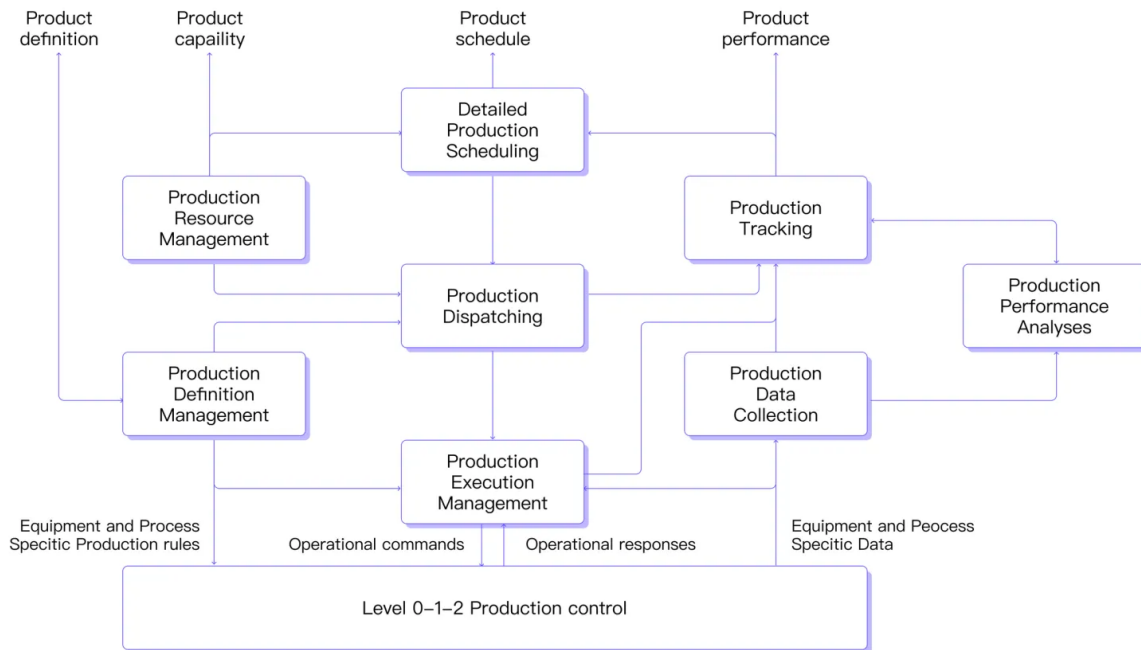 Product
definition
Product
capaility
Product
schedule
Product
performance
Detailed
Production
Scheduling
Production
Resource
Management
Production
Tracking
Production
Dispatching
Production
Performance
Analyses
Production
Definition
Management
Production
Data
Collection
Production
Execution
Management
Equipment and Process
Specitic Production rules
Operational commands
Operational responses
Equipment and Peocess
Specitic Data
Level 0–1–2 Production control